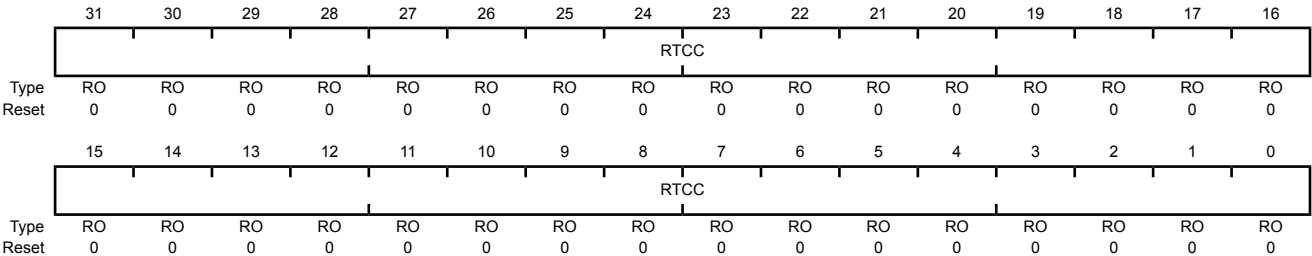 31 30 29 28 27 26 25 24 23 22 21 20 19 18 17 16
RTCC
Type RO RO RO RO RO RO RO RO RO RO RO RO RO RO RO RO
Reset 0 0 0 0 0 0 0 0 0 0 0 0 0 0 0 0
15 14 13 12 11 10 9 8 7 6 5 4 3 2 1 0
RTCC
Type RO RO RO RO RO RO RO RO RO RO RO RO RO RO RO RO
Reset 0 0 0 0 0 0 0 0 0 0 0 0 0 0 0 0